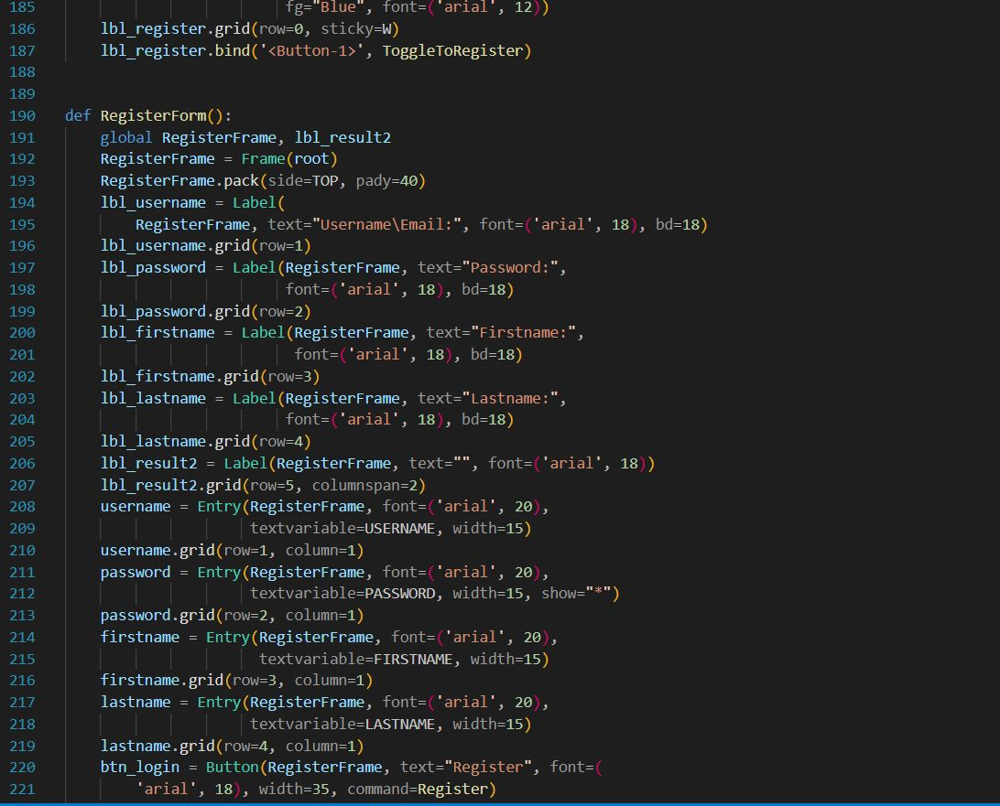 185                             fg="Blue", font=('arial', 12))
186        lbl_register.grid(row=0, sticky=W)
187        lbl_register.bind('<Button-1>', ToggleToRegister)
188
189
190    def RegisterForm():
191        global RegisterFrame, lbl_result2
192        RegisterFrame = Frame(root)
193        RegisterFrame.pack(side=TOP, pady=40)
194        lbl_username = Label(
195            RegisterFrame, text="Username\Email:", font=('arial', 18), bd=18)
196        lbl_username.grid(row=1)
197        lbl_password = Label(RegisterFrame, text="Password:",
198                             font=('arial', 18), bd=18)
199        lbl_password.grid(row=2)
200        lbl_firstname = Label(RegisterFrame, text="Firstname:",
201                              font=('arial', 18), bd=18)
202        lbl_firstname.grid(row=3)
203        lbl_lastname = Label(RegisterFrame, text="Lastname:",
204                             font=('arial', 18), bd=18)
205        lbl_lastname.grid(row=4)
206        lbl_result2 = Label(RegisterFrame, text="", font=('arial', 18))
207        lbl_result2.grid(row=5, columnspan=2)
208        username = Entry(RegisterFrame, font=('arial', 20),
209                         textvariable=USERNAME, width=15)
210        username.grid(row=1, column=1)
211        password = Entry(RegisterFrame, font=('arial', 20),
212                         textvariable=PASSWORD, width=15, show="*")
213        password.grid(row=2, column=1)
214        firstname = Entry(RegisterFrame, font=('arial', 20),
215                          textvariable=FIRSTNAME, width=15)
216        firstname.grid(row=3, column=1)
217        lastname = Entry(RegisterFrame, font=('arial', 20),
218                         textvariable=LASTNAME, width=15)
219        lastname.grid(row=4, column=1)
220        btn_login = Button(RegisterFrame, text="Register", font=(
221            'arial', 18), width=35, command=Register)